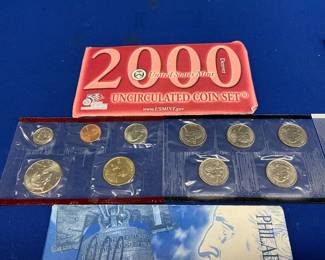 2000
United States Mint
Denver
UNCIRCULATED COIN SET®
www.USMINT.gov
PHILA